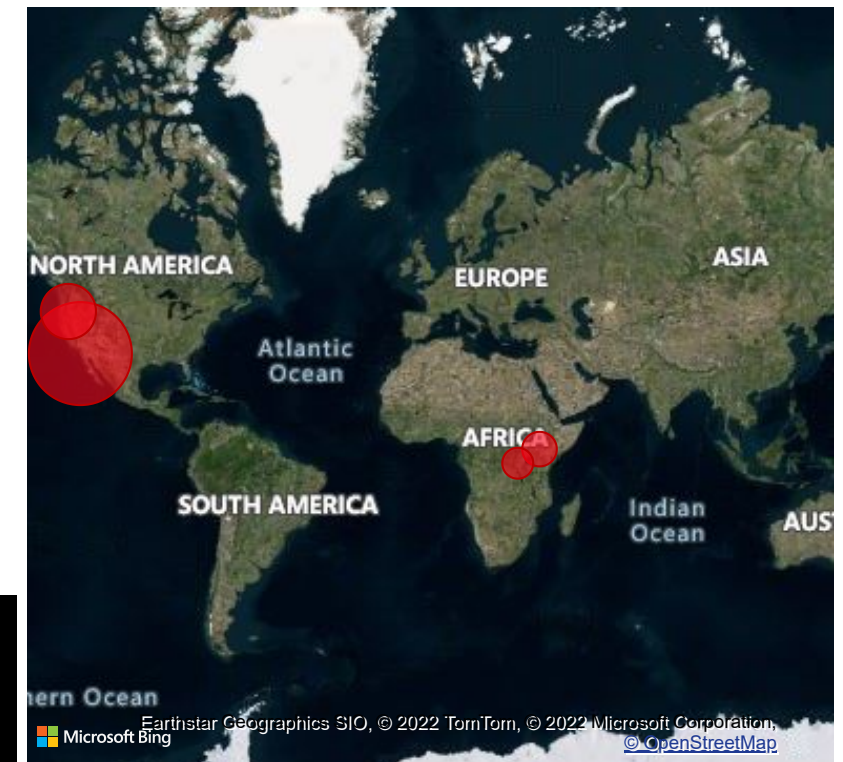 NORTH AMERICA
EUROPE
ASIA
Atlantic
Ocean
AFRICA
SOUTH AMERICA
Indian
Ocean
AUS
hern Ocean
Earthstar Geographics SIO, © 2022 TomTom, © 2022 Microsoft Corporation,
Microsoft Bing
© OpenStreetMap